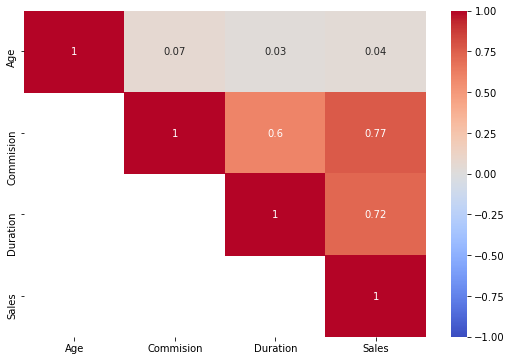 Age 1 0.07 0.03 0.04
Commision 1 0.6 0.77
Duration 1 0.72
Sales 1
Age Commision Duration Sales
1.00
0.75
0.50
0.25
0.00
−0.25
−0.50
−0.75
−1.00